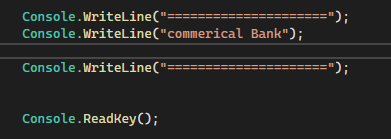 Console.WriteLine("=====================");
Console.WriteLine("commerical Bank");
Console.WriteLine("=====================");
Console.ReadKey();